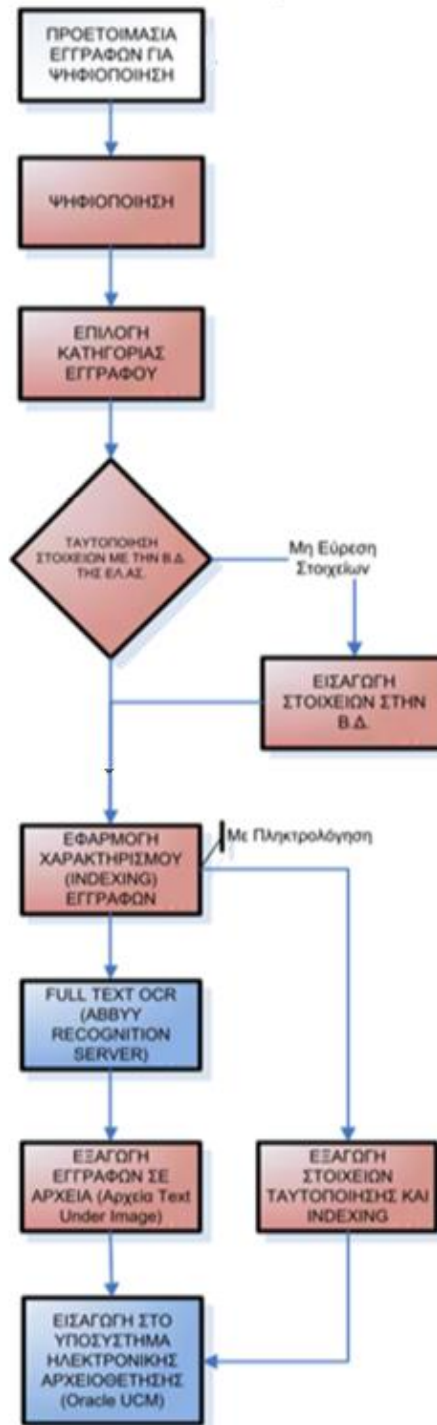 ΠΡΟΕΤΟΙΜΑΣΙΑ
ΕΓΓΡΑΦΩΝ ΓΙΑ
ΨΗΦΙΟΠΟΙΗΣΗ
ΨΗΦΙΟΠΟΙΗΣΗ
ΕΠΙΛΟΓΗ
ΚΑΤΗΓΟΡΙΑΣ
ΕΓΓΡΑΦΟΥ
ΤΑΥΤΟΠΟΙΗΣΗ
ΣΤΟΙΧΕΙΩΝ ΜΕ ΤΗΝ Β.Δ.
ΤΗΣ ΕΛ.ΑΣ.
Μη Εύρεση
Στοιχείων
ΕΙΣΑΓΩΓΗ
ΣΤΟΙΧΕΙΩΝ ΣΤΗΝ
Β.Δ.
ΕΦΑΡΜΟΓΗ
ΧΑΡΑΚΤΗΡΙΣΜΟΥ
(INDEXING)
ΕΓΓΡΑΦΩΝ
Με Πληκτρολόγηση
FULL TEXT OCR
(ABBYY
RECOGNITION
SERVER)
ΕΞΑΓΩΓΗ
ΕΓΓΡΑΦΩΝ ΣΕ
ΑΡΧΕΙΑ (Αρχεία Text
Under Image)
ΕΞΑΓΩΓΗ
ΣΤΟΙΧΕΙΩΝ
ΤΑΥΤΟΠΟΙΗΣΗΣ ΚΑΙ
INDEXING
ΕΙΣΑΓΩΓΗ ΣΤΟ
ΥΠΟΣΥΣΤΗΜΑ
ΗΛΕΚΤΡΟΝΙΚΗΣ
ΑΡΧΕΙΟΘΕΤΗΣΗΣ
(Oracle UCM)